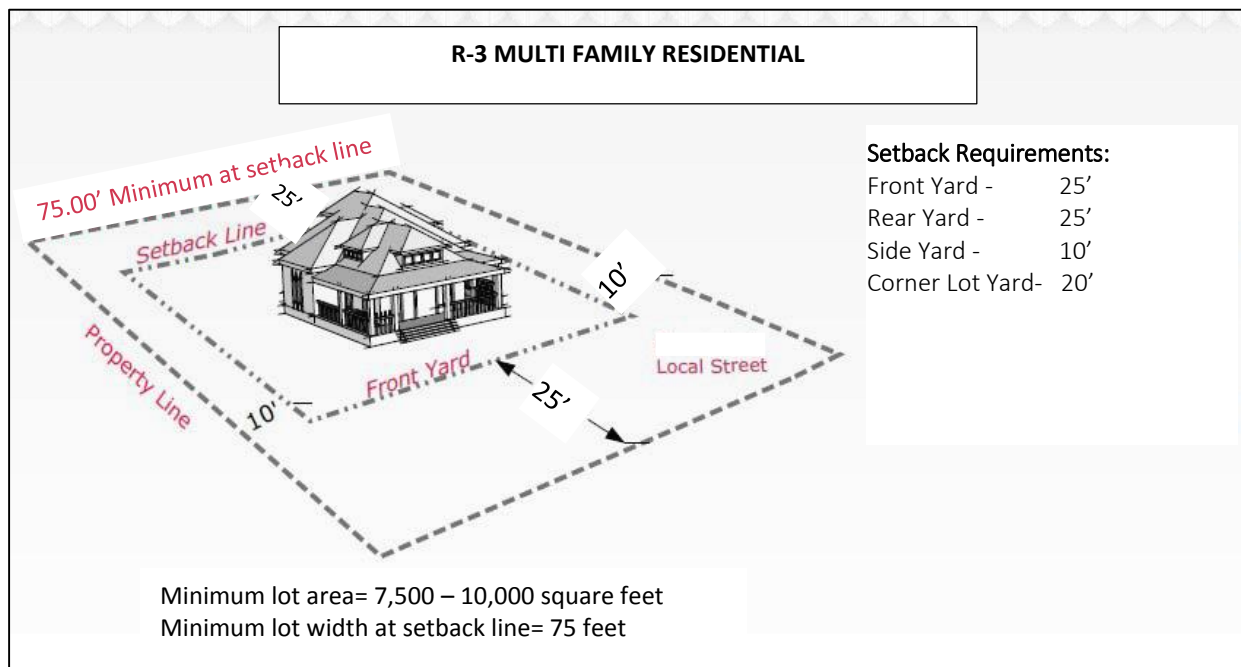 R-3 MULTI FAMILY RESIDENTIAL
75.00’ Minimum at setback line
25’
Setback Line
10’
Property Line
Front Yard
Local Street
25’
10’
Setback Requirements:
Front Yard - 25’
Rear Yard - 25’
Side Yard - 10’
Corner Lot Yard- 20’
Minimum lot area= 7,500 – 10,000 square feet
Minimum lot width at setback line= 75 feet